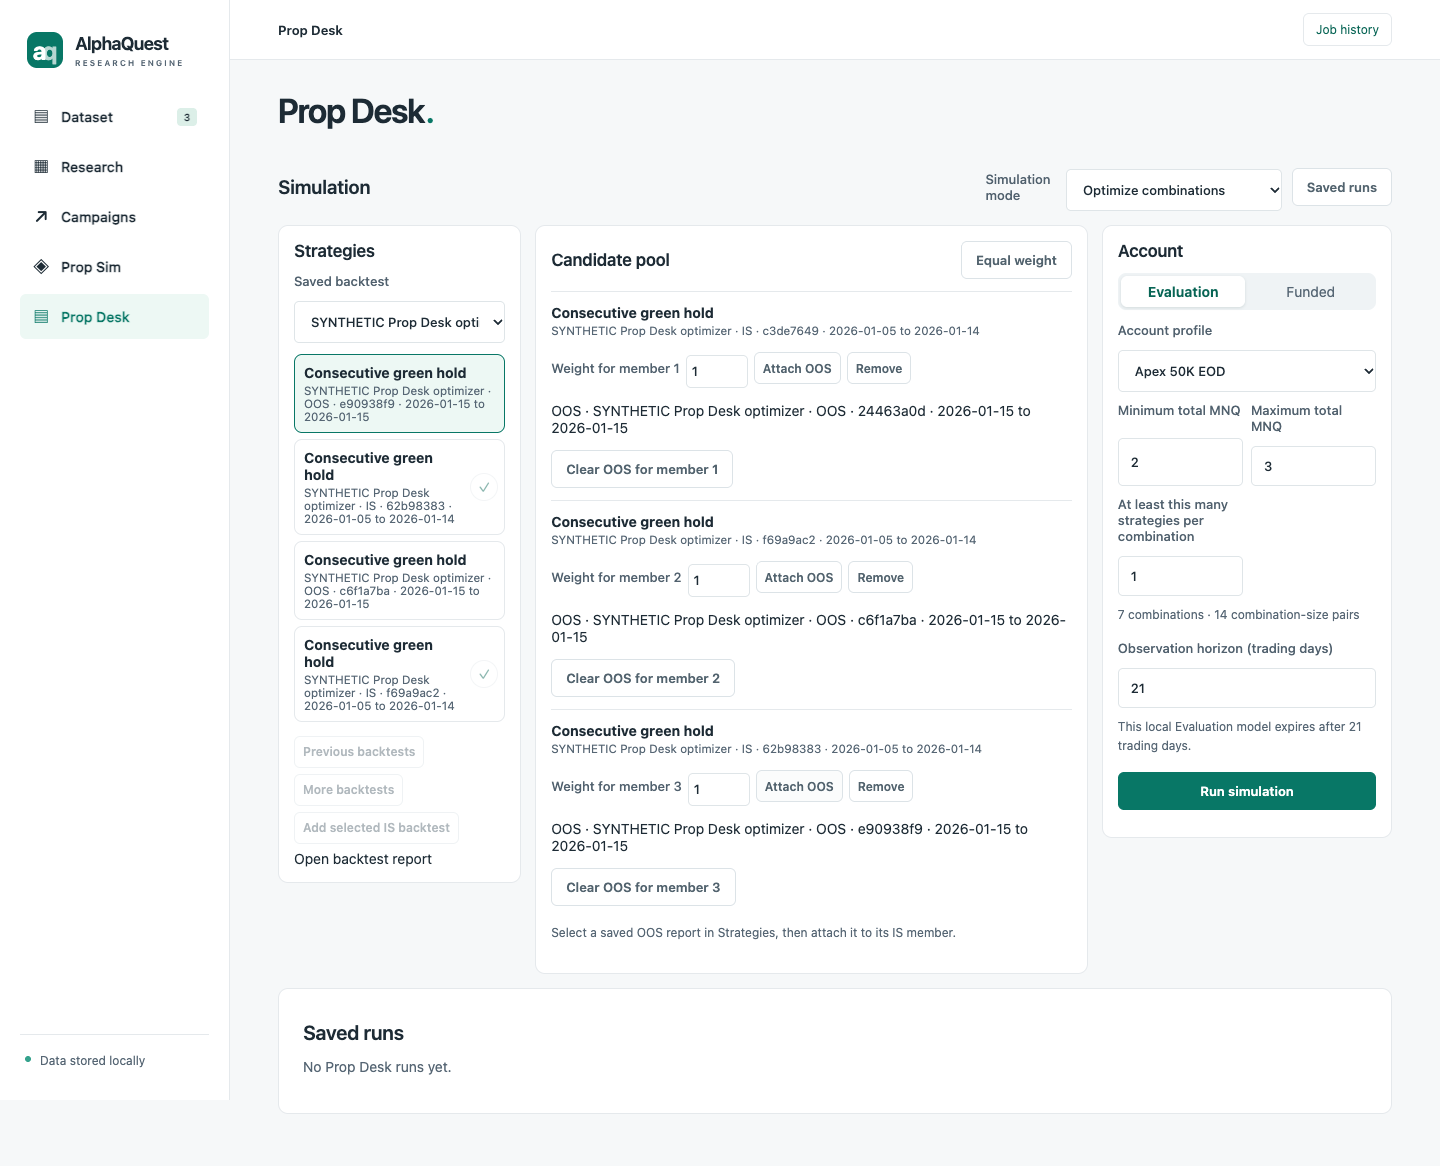 aq
AlphaQuest
RESEARCH ENGINE
Dataset
3
Research
Campaigns
Prop Sim
Prop Desk
Data stored locally
Prop Desk
Job history
Prop Desk.
Simulation
Simulation
mode
Optimize combinations
Saved runs
Strategies
Saved backtest
SYNTHETIC Prop Desk opti
Consecutive green hold
SYNTHETIC Prop Desk optimizer ·
OOS · e90938f9 · 2026-01-15 to
2026-01-15
Consecutive green
hold
SYNTHETIC Prop Desk
optimizer · IS · 62b98383 ·
2026-01-05 to 2026-01-14
Consecutive green hold
SYNTHETIC Prop Desk optimizer ·
OOS · c6f1a7ba · 2026-01-15 to
2026-01-15
Consecutive green
hold
SYNTHETIC Prop Desk
optimizer · IS · f69a9ac2 ·
2026-01-05 to 2026-01-14
Previous backtests
More backtests
Add selected IS backtest
Open backtest report
Candidate pool
Equal weight
Consecutive green hold
SYNTHETIC Prop Desk optimizer · IS · c3de7649 · 2026-01-05 to 2026-01-14
Weight for member 1
1
Attach OOS
Remove
OOS · SYNTHETIC Prop Desk optimizer · OOS · 24463a0d · 2026-01-15 to
2026-01-15
Clear OOS for member 1
Consecutive green hold
SYNTHETIC Prop Desk optimizer · IS · f69a9ac2 · 2026-01-05 to 2026-01-14
Weight for member 2
1
Attach OOS
Remove
OOS · SYNTHETIC Prop Desk optimizer · OOS · c6f1a7ba · 2026-01-15 to 2026-
01-15
Clear OOS for member 2
Consecutive green hold
SYNTHETIC Prop Desk optimizer · IS · 62b98383 · 2026-01-05 to 2026-01-14
Weight for member 3
1
Attach OOS
Remove
OOS · SYNTHETIC Prop Desk optimizer · OOS · e90938f9 · 2026-01-15 to
2026-01-15
Clear OOS for member 3
Select a saved OOS report in Strategies, then attach it to its IS member.
Account
Evaluation
Funded
Account profile
Apex 50K EOD
Minimum total MNQ
2
Maximum total
MNQ
3
At least this many
strategies per
combination
1
7 combinations · 14 combination-size pairs
Observation horizon (trading days)
21
This local Evaluation model expires after 21
trading days.
Run simulation
Saved runs
No Prop Desk runs yet.